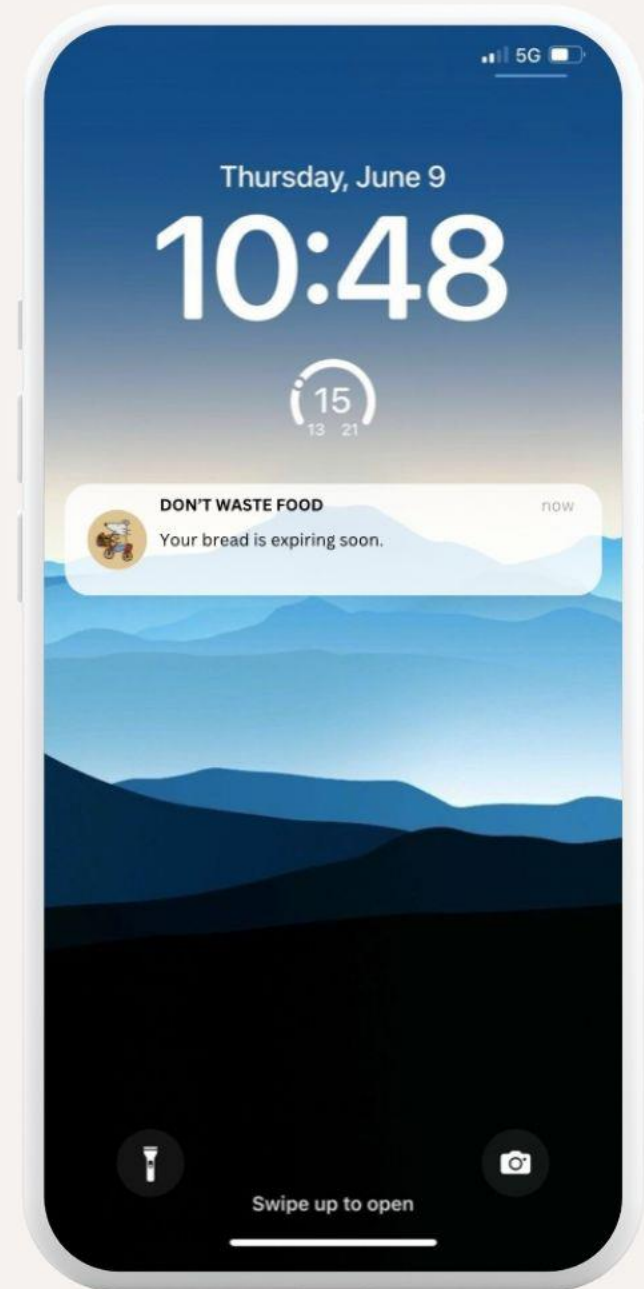 5G
Thursday, June 9
10:48
15
13 21
DON'T WASTE FOOD now
Your bread is expiring soon.
Swipe up to open